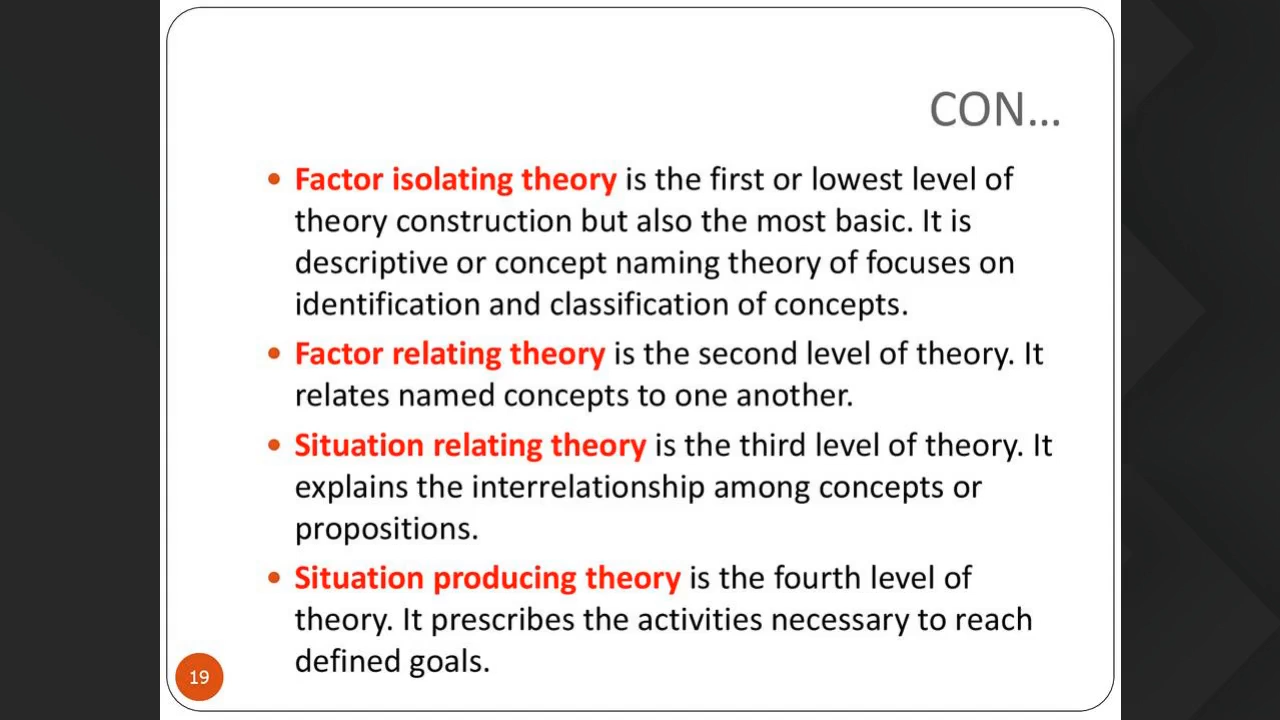 CON...
• Factor isolating theory is the first or lowest level of
theory construction but also the most basic. It is
descriptive or concept naming theory of focuses on
identification and classification of concepts.
• Factor relating theory is the second level of theory. It
relates named concepts to one another.
• Situation relating theory is the third level of theory. It
explains the interrelationship among concepts or
propositions.
• Situation producing theory is the fourth level of
theory. It prescribes the activities necessary to reach
defined goals.
19